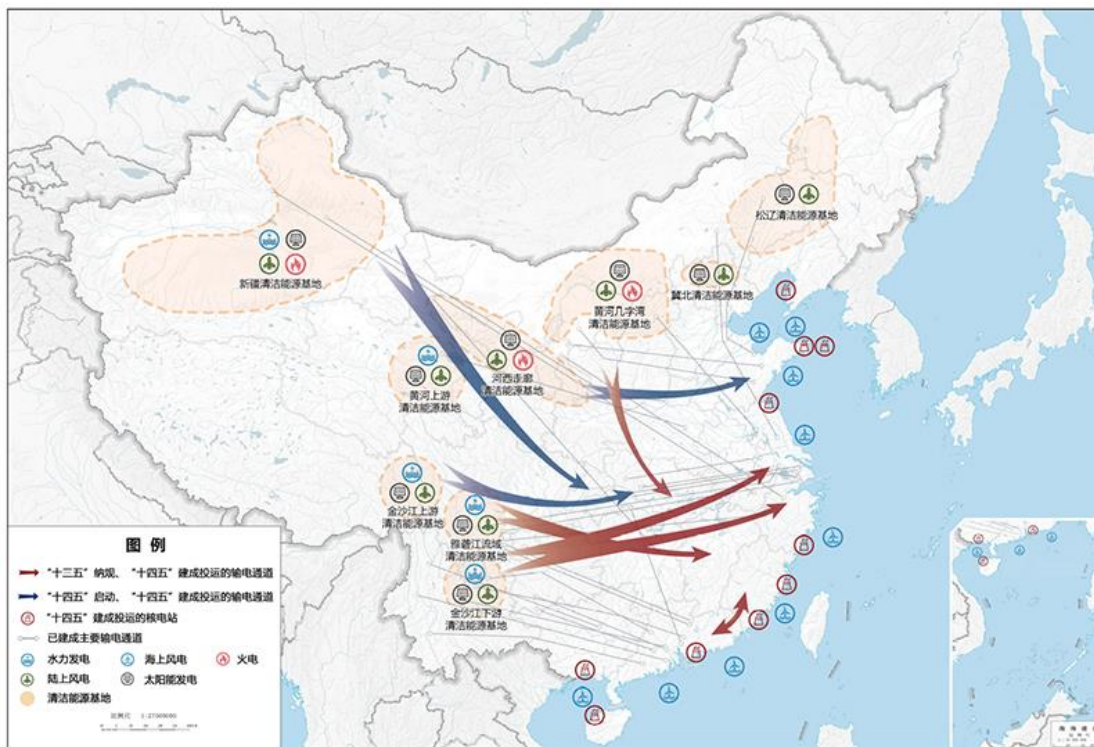 松辽清洁能源基地
新疆清洁能源基地
黄河几字湾
清洁能源基地
冀北清洁能源基地
黄河上游
清洁能源基地
河西走廊
清洁能源基地
金沙江上游
清洁能源基地
雅砻江流域
清洁能源基地
金沙江下游
清洁能源基地
图 例
“十三五”纳规、“十四五”建成投运的输电通道
“十四五”启动、“十四五”建成投运的输电通道
“十四五”建成投运的核电站
已建成主要输电通道
水力发电 海上风电 火电
陆上风电 太阳能发电
清洁能源基地
比例尺